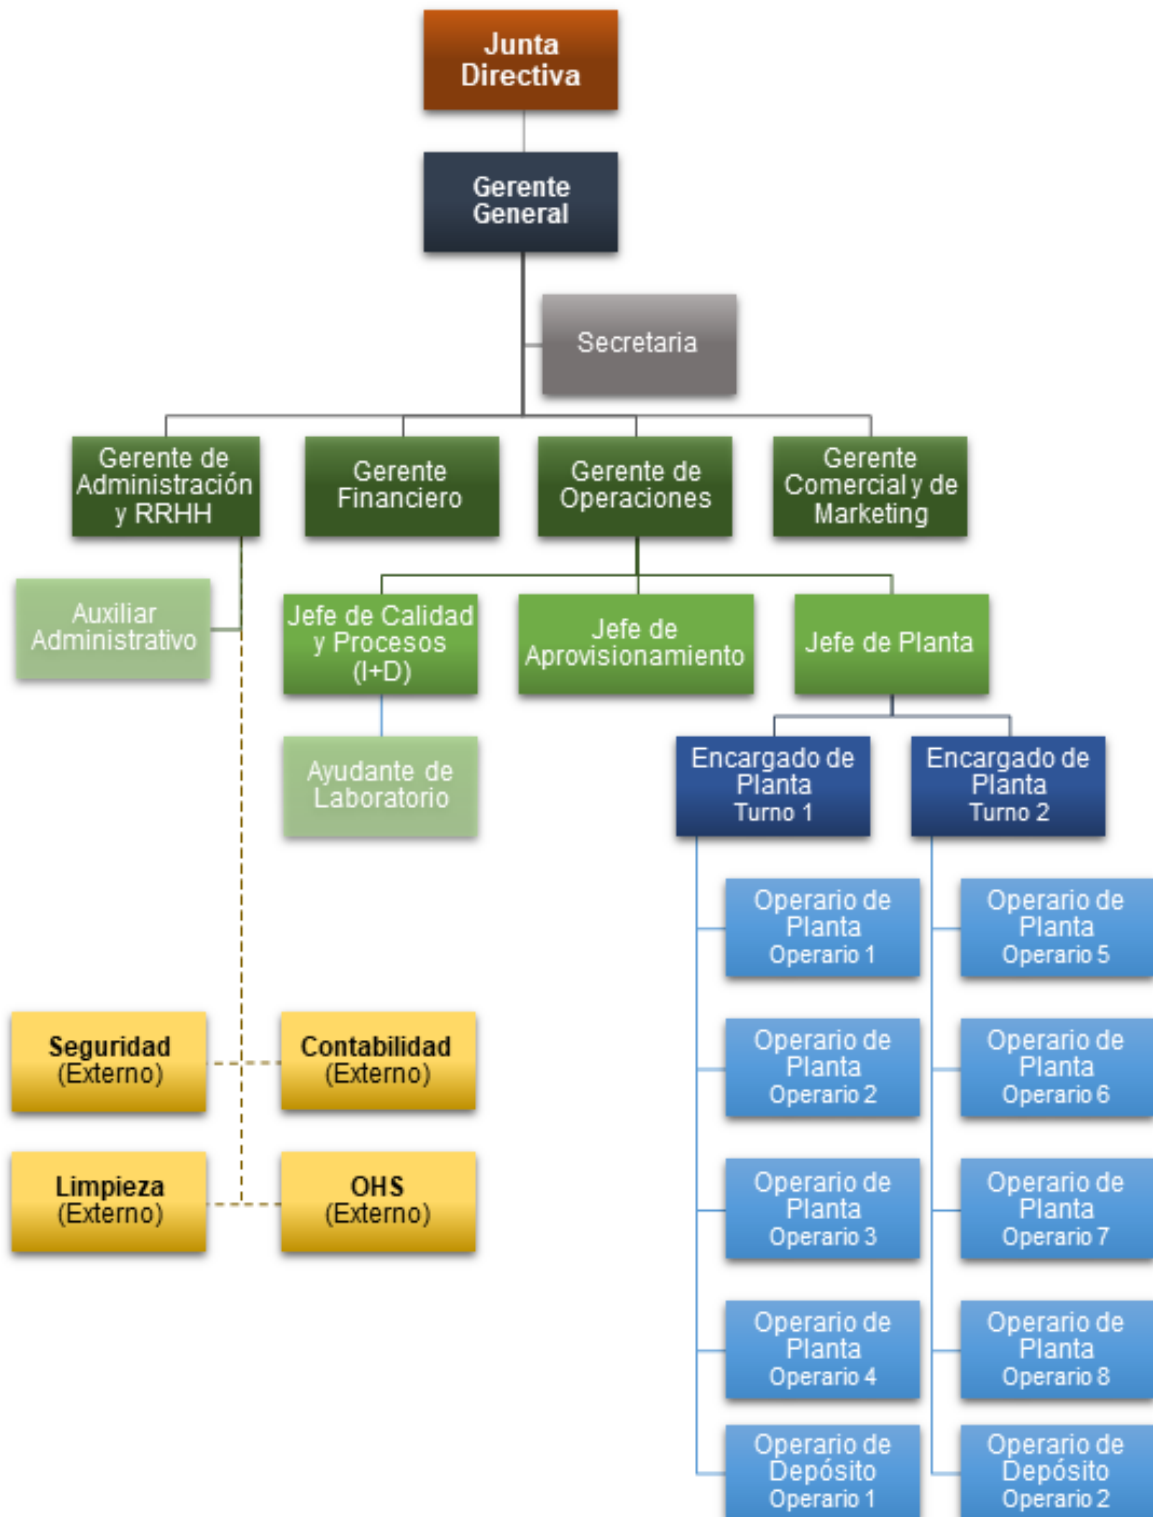 Junta
Directiva
Gerente
General
Secretaria
Gerente de
Administración
y RRHH
Gerente
Financiero
Gerente de
Operaciones
Gerente
Comercial y de
Marketing
Auxiliar
Administrativo
Jefe de Calidad
y Procesos
(I+D)
Jefe de
Aprovisionamiento
Jefe de Planta
Ayudante de
Laboratorio
Encargado de
Planta
Turno 1
Encargado de
Planta
Turno 2
Operario de
Planta
Operario 1
Operario de
Planta
Operario 5
Seguridad
(Externo)
Contabilidad
(Externo)
Operario de
Planta
Operario 2
Operario de
Planta
Operario 6
Limpieza
(Externo)
OHS
(Externo)
Operario de
Planta
Operario 3
Operario de
Planta
Operario 7
Operario de
Planta
Operario 4
Operario de
Planta
Operario 8
Operario de
Depósito
Operario 1
Operario de
Depósito
Operario 2